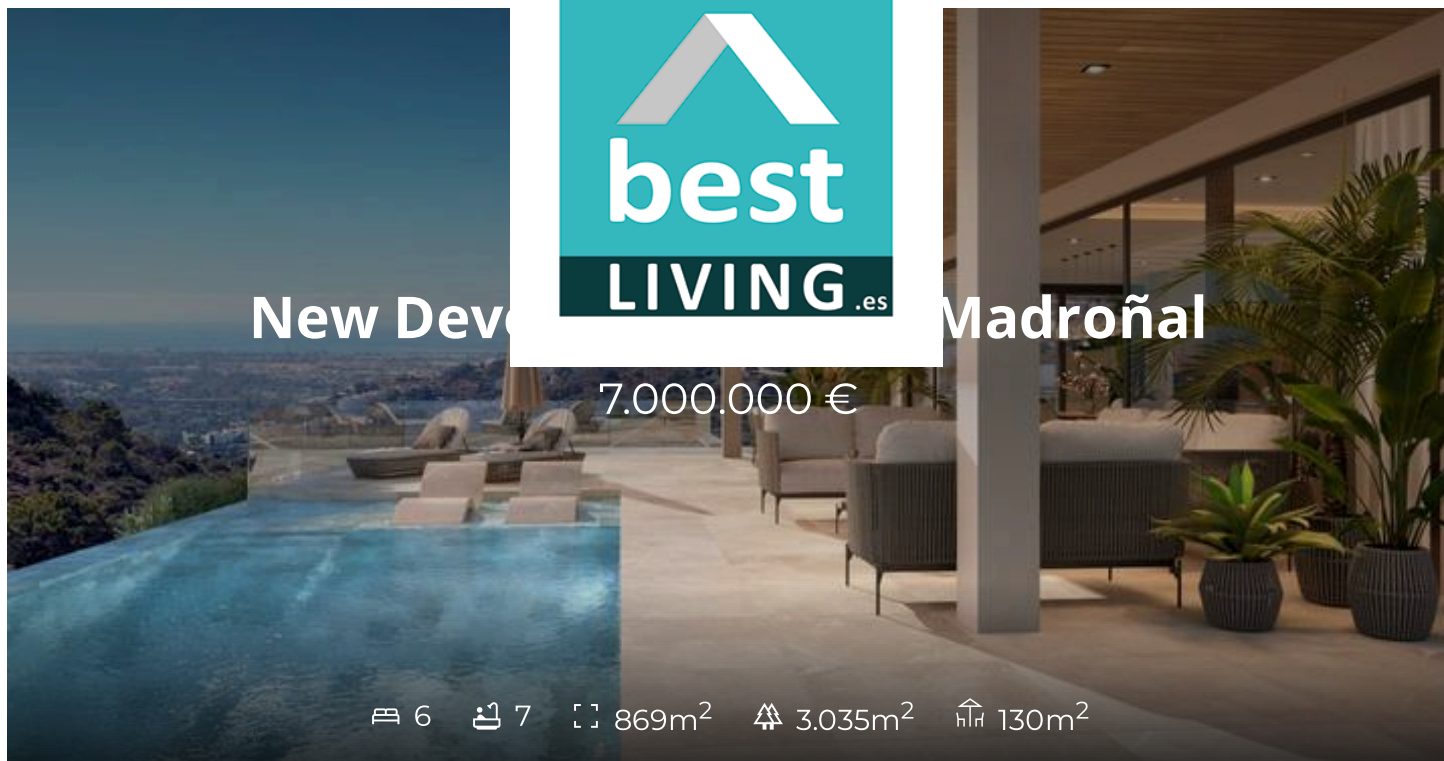 best
LIVING.es
New Deve Madroñal
7.000.000 €
6 7 869m² 3.035m² 130m²